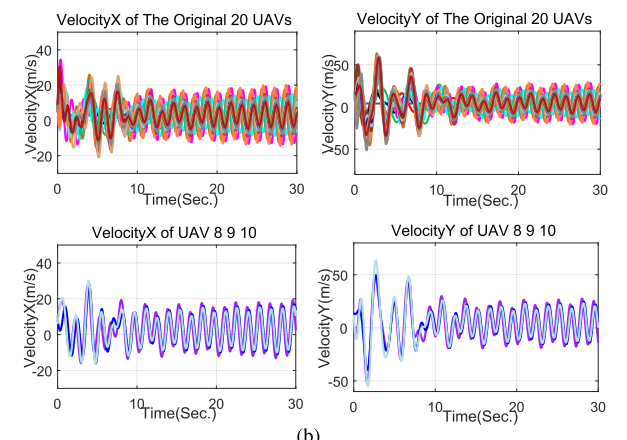 VelocityX of The Original 20 UAVs
VelocityX(m/s)
40
20
0
-20
0
10
20
30
Time(Sec.)
VelocityY of The Original 20 UAVs
VelocityY(m/s)
50
0
-50
0
10
20
30
Time(Sec.)
VelocityX of UAV 8 9 10
VelocityX(m/s)
40
20
0
-20
0
10
20
30
Time(Sec.)
VelocityY of UAV 8 9 10
VelocityY(m/s)
50
0
-50
0
10
20
30
Time(Sec.)
(b)